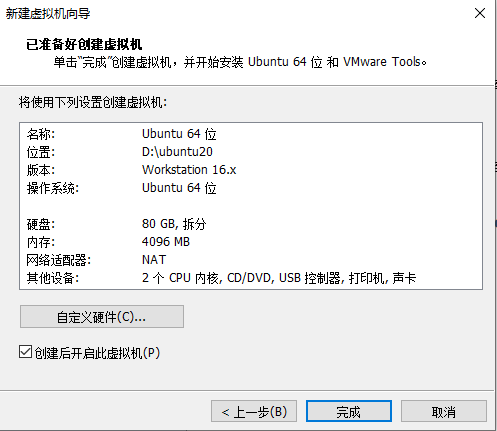 新建虚拟机向导
已准备好创建虚拟机
单击“完成”创建虚拟机，并开始安装 Ubuntu 64 位 和 VMware Tools。
将使用下列设置创建虚拟机:
名称: Ubuntu 64 位
位置: D:\ubuntu20
版本: Workstation 16.x
操作系统: Ubuntu 64 位
硬盘: 80 GB, 拆分
内存: 4096 MB
网络适配器: NAT
其他设备: 2 个 CPU 内核, CD/DVD, USB 控制器, 打印机, 声卡
自定义硬件(C)...
创建后开启此虚拟机(P)
< 上一步(B) 完成 取消